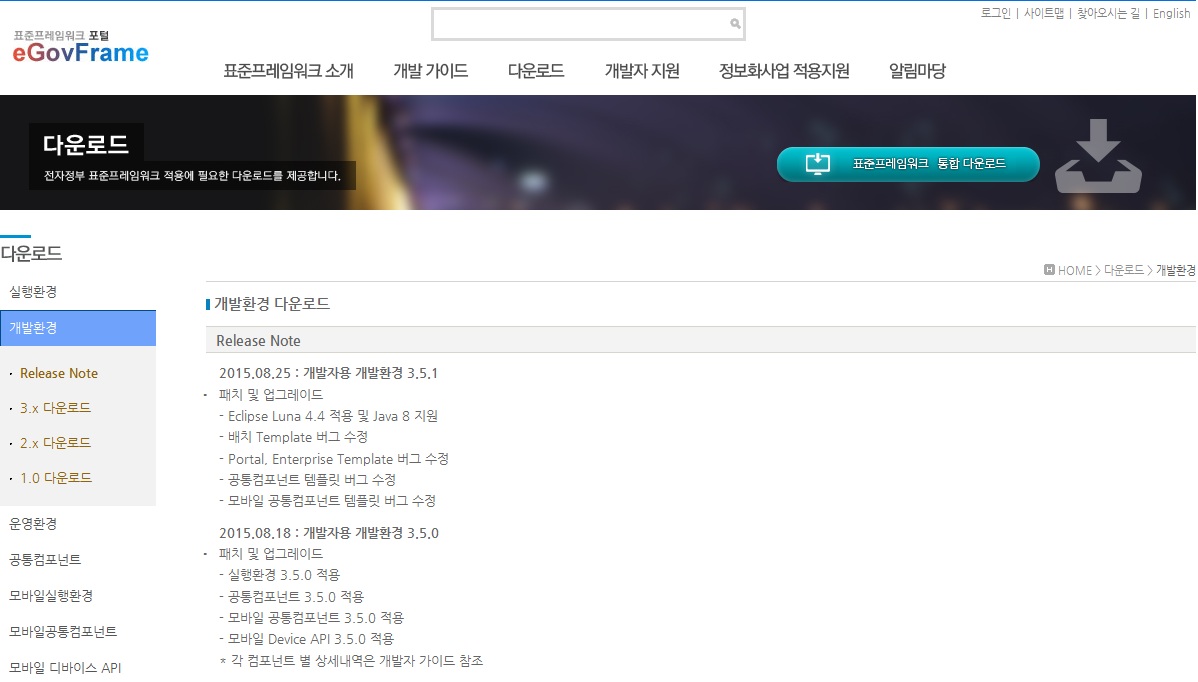 로그인 | 사이트맵 | 찾아오시는 길 | English
표준프레임워크 포털
eGovFrame
표준프레임워크 소개 개발 가이드 다운로드 개발자 지원 정보화사업 적용지원 알림마당
다운로드
전자정부 표준프레임워크 적용에 필요한 다운로드를 제공합니다.
표준프레임워크 통합 다운로드
다운로드
H HOME > 다운로드 > 개발환경
실행환경
개발환경
· Release Note
· 3.x 다운로드
· 2.x 다운로드
· 1.0 다운로드
운영환경
공통컴포넌트
모바일실행환경
모바일공통컴포넌트
모바일 디바이스 API
개발환경 다운로드
Release Note
2015.08.25 : 개발자용 개발환경 3.5.1
- 패치 및 업그레이드
- Eclipse Luna 4.4 적용 및 Java 8 지원
- 배치 Template 버그 수정
- Portal, Enterprise Template 버그 수정
- 공통컴포넌트 템플릿 버그 수정
- 모바일 공통컴포넌트 템플릿 버그 수정
2015.08.18 : 개발자용 개발환경 3.5.0
- 패치 및 업그레이드
- 실행환경 3.5.0 적용
- 공통컴포넌트 3.5.0 적용
- 모바일 공통컴포넌트 3.5.0 적용
- 모바일 Device API 3.5.0 적용
* 각 컴포넌트 별 상세내역은 개발자 가이드 참조